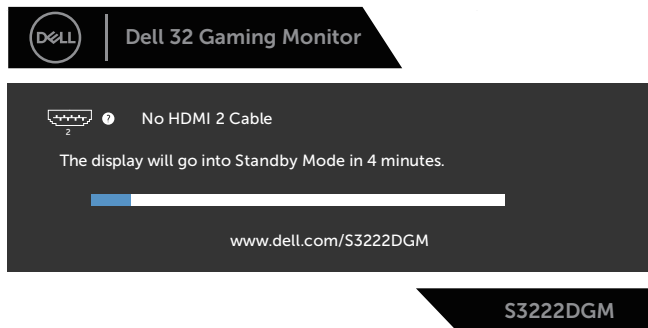 DELL
Dell 32 Gaming Monitor
2
?
No HDMI 2 Cable
The display will go into Standby Mode in 4 minutes.
www.dell.com/S3222DGM
S3222DGM